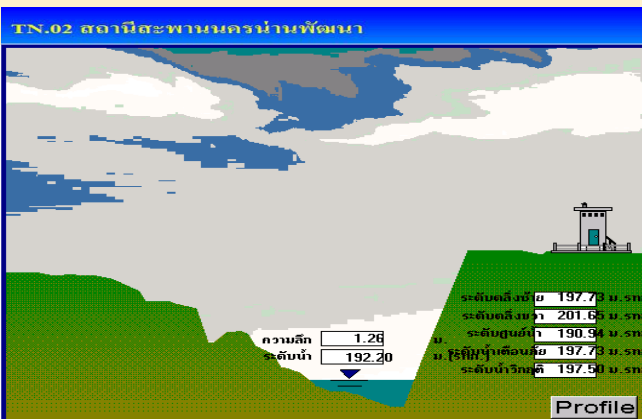 TN.02 สถานีสะพานนครน่านพัฒนา
ระดับตลิ่งซ้าย 197.73 ม.รท
ระดับตลิ่งขวา 201.65 ม.รท
ระดับศูนย์น้ำ 190.94 ม.รท
ระดับน้ำเตือนภัย 197.73 ม.รท
ระดับน้ำวิกฤติ 197.50 ม.รท
ความลึก 1.26 ม.
ระดับน้ำ 192.20 ม.(รทก.)
Profile